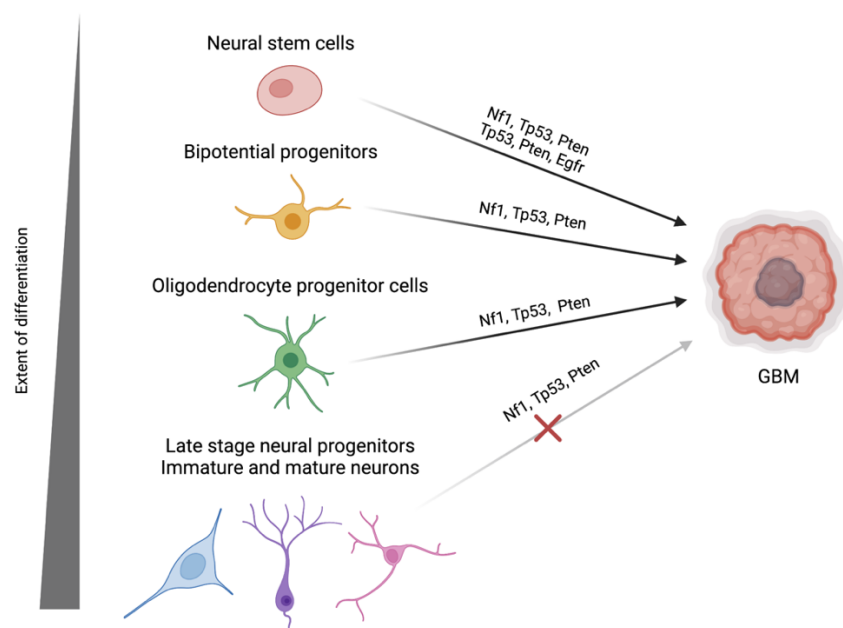 Neural stem cells
Nf1, Tp53, Pten
Tp53, Pten, Egfr
Bipotential progenitors
Nf1, Tp53, Pten
Oligodendrocyte progenitor cells
Nf1, Tp53, Pten
Late stage neural progenitors
Immature and mature neurons
Nf1, Tp53, Pten
GBM
Extent of differentiation